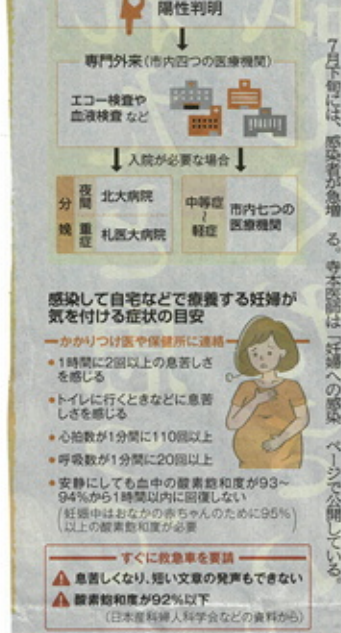 陽性判明
専門外来(市内四つの医療機関)
エコー検査や
血液検査 など
入院が必要な場合
分娩
夜間
北大病院
重症
札医大病院
中等症
〜
軽症
市内七つの
医療機関
感染して自宅などで療養する妊婦が
気を付ける症状の目安
かかりつけ医や保健所に連絡
●1時間に2回以上の息苦しさ
を感じる
●トイレに行くときなどに息苦
しさを感じる
●心拍数が1分間に110回以上
●呼吸数が1分間に20回以上
●安静にしても血中の酸素飽和度が93〜
94%から1時間以内に回復しない
(妊娠中はおなかの赤ちゃんのために95%
以上の酸素飽和度が必要)
すぐに救急車を要請
息苦しくなり、短い文章の発声もできない
酸素飽和度が92%以下
(日本産科婦人科学会などの資料から)
7月下旬には、感染者が急増
る。寺本医師は「妊婦への感染
ページで公開している。